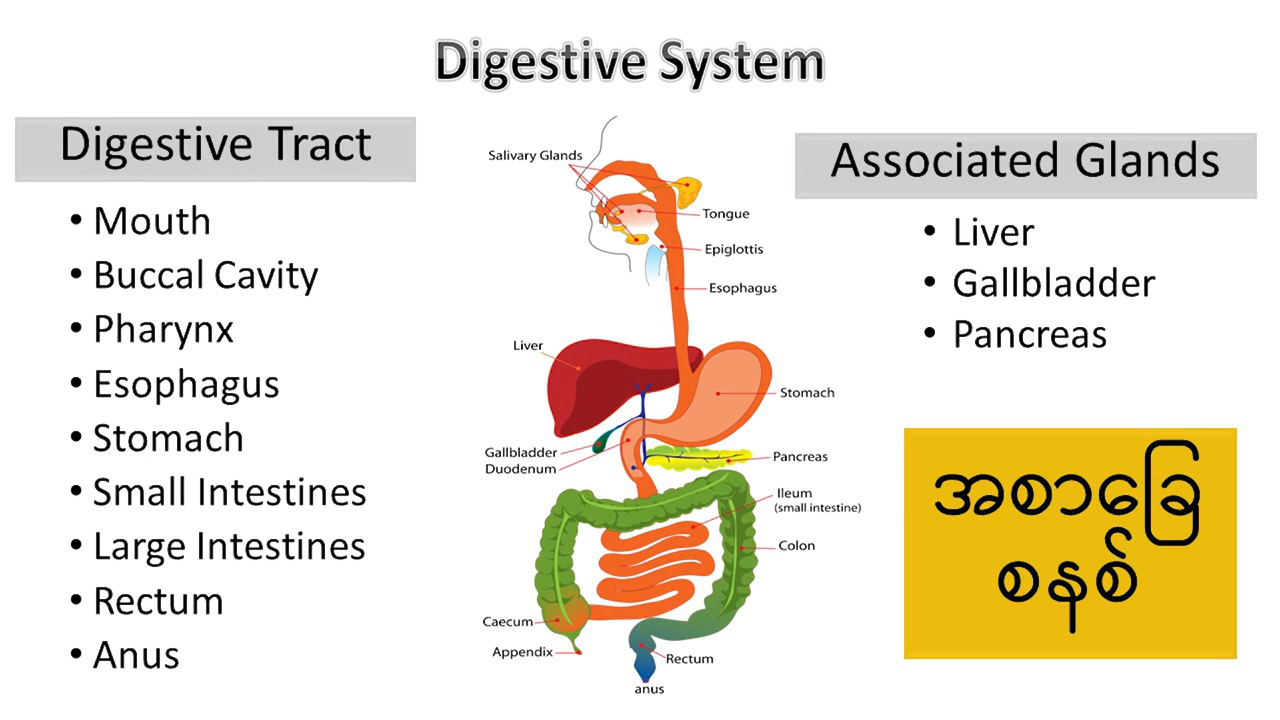 Digestive System
Digestive Tract
• Mouth
• Buccal Cavity
• Pharynx
• Esophagus
• Stomach
• Small Intestines
• Large Intestines
• Rectum
• Anus
Salivary Glands
Tongue
Epiglottis
Esophagus
Liver
Stomach
Gallbladder
Duodenum
Pancreas
Ileum
(small intestine)
Colon
Caecum
Appendix
Rectum
anus
Associated Glands
• Liver
• Gallbladder
• Pancreas
အစာခြေ
စနစ်